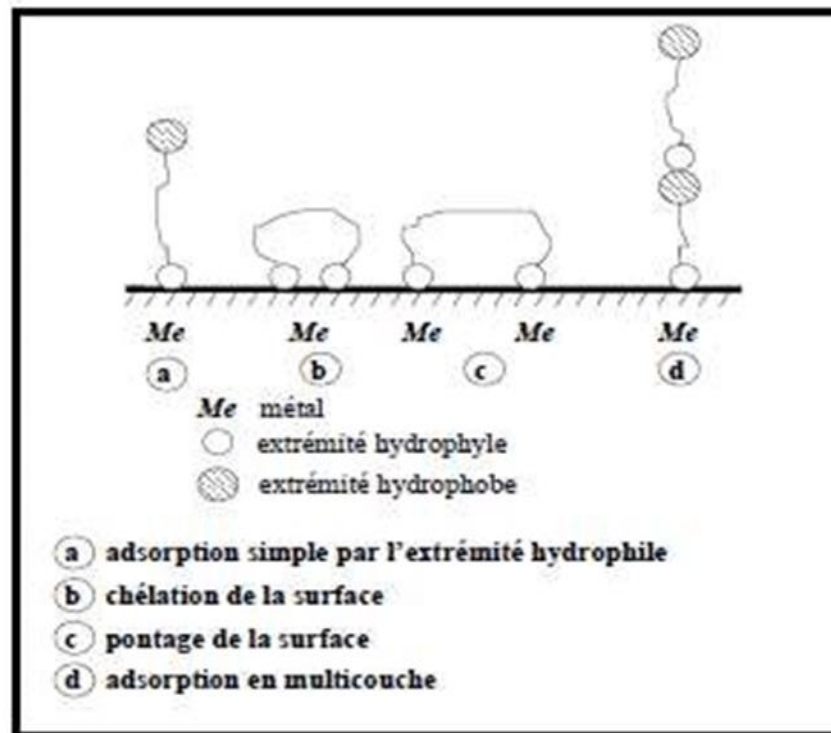 Me Me Me Me Me
a b c d
Me métal
extrémité hydrophyle
extrémité hydrophobe
a adsorption simple par l'extrémité hydrophile
b chélation de la surface
c pontage de la surface
d adsorption en multicouche